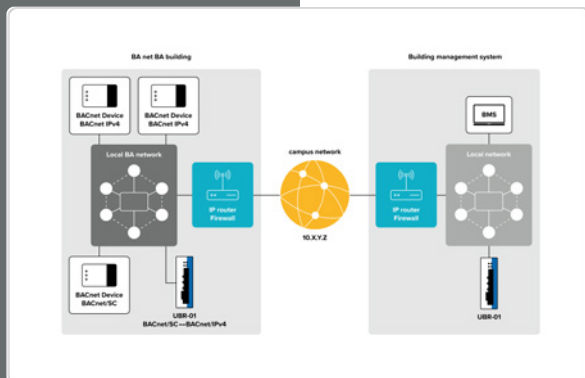 BA net BA building
Building management system
BACnet Device
BACnet IPv4
BACnet Device
BACnet IPv4
BMS
Local BA network
campus network
Local network
IP router
Firewall
IP router
Firewall
10.X.Y.Z
BACnet Device
BACnet/SC
UBR-01
BACnet/SC—BACnet/IPv4
UBR-01